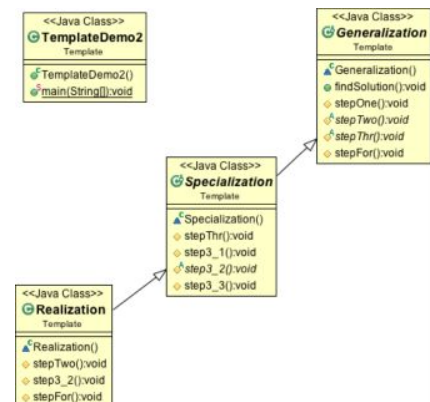 <<Java Class>>
TemplateDemo2
Template
TemplateDemo2()
main(String[]):void
<<Java Class>>
Generalization
Template
Generalization()
findSolution():void
stepOne():void
stepTwo():void
stepThr():void
stepFor():void
<<Java Class>>
Specialization
Template
Specialization()
stepThr():void
step3_1():void
step3_2():void
step3_3():void
<<Java Class>>
Realization
Template
Realization()
stepTwo():void
step3_2():void
stepFor():void